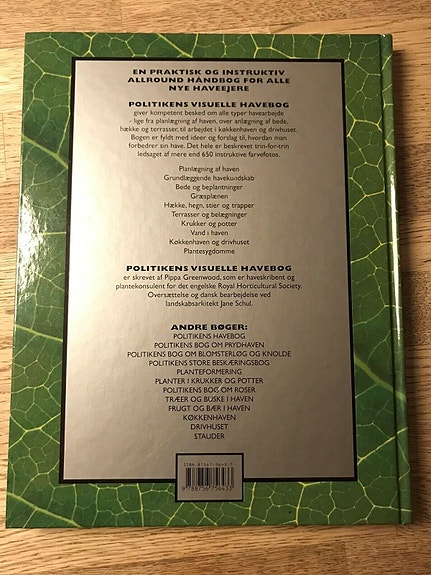 EN PRAKTISK OG INSTRUKTIV
ALLROUND HÅNDBOG FOR ALLE
NYE HAVEEJERE
POLITIKENS VISUELLE HAVEBOG
giver kompetent besked om alle typer havearbejde
- lige fra planlægning af haven, over anlægning af bede,
hække og terrasser, til arbejdet i køkkenhaven og drivhuset.
Bogen er fyldt med ideer og forslag til, hvordan man
forbedrer sin have. Det hele er beskrevet trin-for-trin
ledsaget af mere end 650 instruktive farvefotos.
Planlægning af haven
Grundlæggende havekundskab
Bede og beplantninger
Græsplænen
Hække, hegn, stier og trapper
Terrasser og belægninger
Krukker og potter
Vand i haven
Køkkenhaven og drivhuset
Plantesygdomme
POLITIKENS VISUELLE HAVEBOG
er skrevet af Pippa Greenwood, som er haveskribent og
plantekonsulent for det engelske Royal Horticultural Society.
Oversættelse og dansk bearbejdelse ved
landskabsarkitekt Jane Schul.
ANDRE BØGER:
POLITIKENS HAVEBOG
POLITIKENS BOG OM PRYDHAVEN
POLITIKENS BOG OM BLOMSTERLØG OG KNOLDE
POLITIKENS STORE BESKÆRINGSBOG
PLANTEFORMERING
PLANTER I KRUKKER OG POTTER
POLITIKENS BOG OM ROSER
TRÆER OG BUSKE I HAVEN
FRUGT OG BÆR I HAVEN
KØKKENHAVEN
DRIVHUSET
STAUDER
ISBN